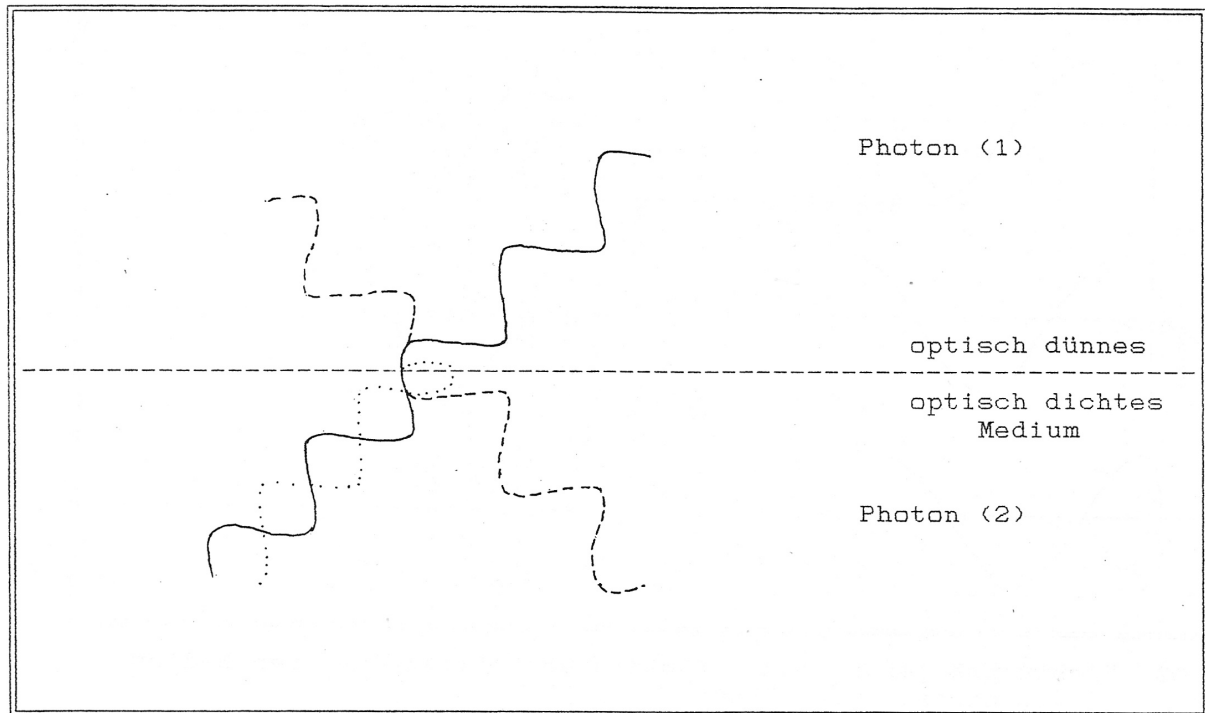 Photon (1)
optisch dünnes
optisch dichtes
Medium
Photon (2)